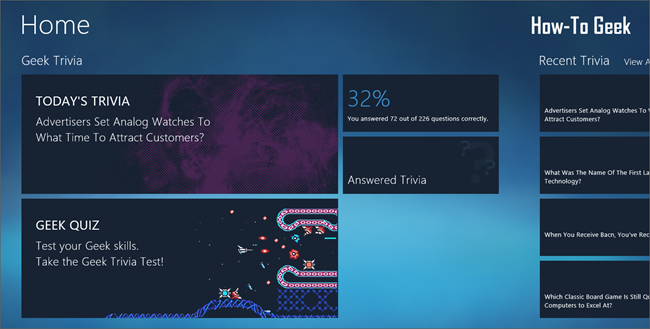 Home
How-To Geek
Geek Trivia
Recent Trivia
View A
TODAY'S TRIVIA
Advertisers Set Analog Watches To
What Time To Attract Customers?
32%
You answered 72 out of 226 questions correctly.
Answered Trivia
GEEK QUIZ
Test your Geek skills.
Take the Geek Trivia Test!
Advertisers Set Analog Watches To
Attract Customers?
What Was The Name Of The First La
Technology?
When You Receive Bacn, You've Rec
Which Classic Board Game Is Still Qu
Computers to Excel At?